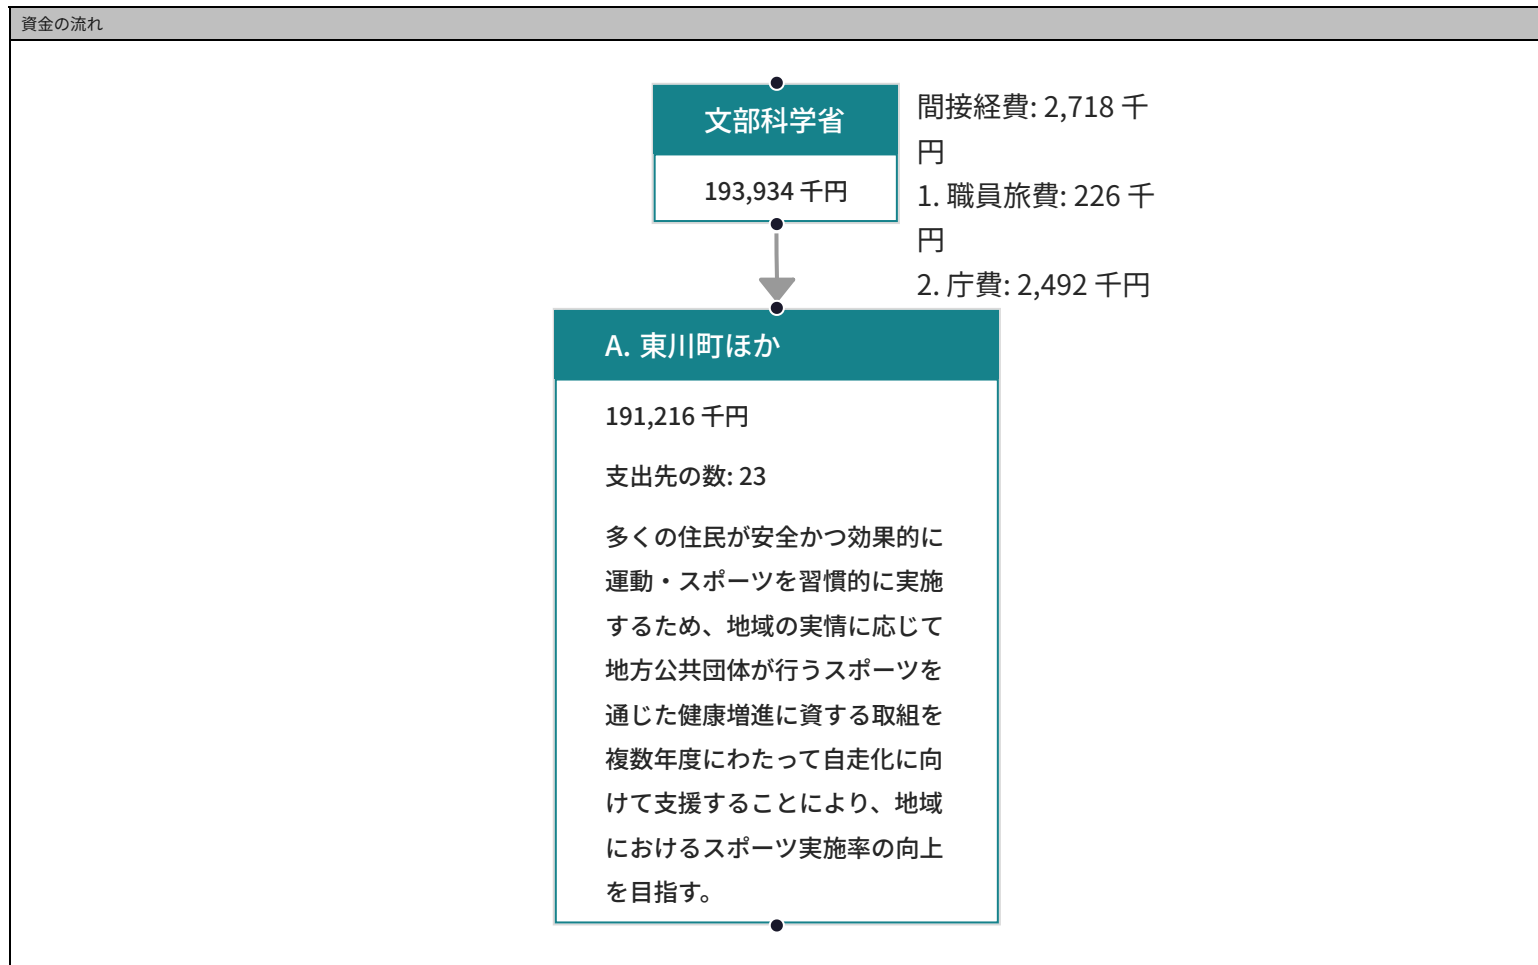 資金の流れ
文部科学省
193,934 千円
間接経費: 2,718 千
円
1. 職員旅費: 226 千
円
2. 庁費: 2,492 千円
A. 東川町ほか
191,216 千円
支出先の数: 23
多くの住民が安全かつ効果的に
運動・スポーツを習慣的に実施
するため、地域の実情に応じて
地方公共団体が行うスポーツを
通じた健康増進に資する取組を
複数年度にわたって自走化に向
けて支援することにより、地域
におけるスポーツ実施率の向上
を目指す。